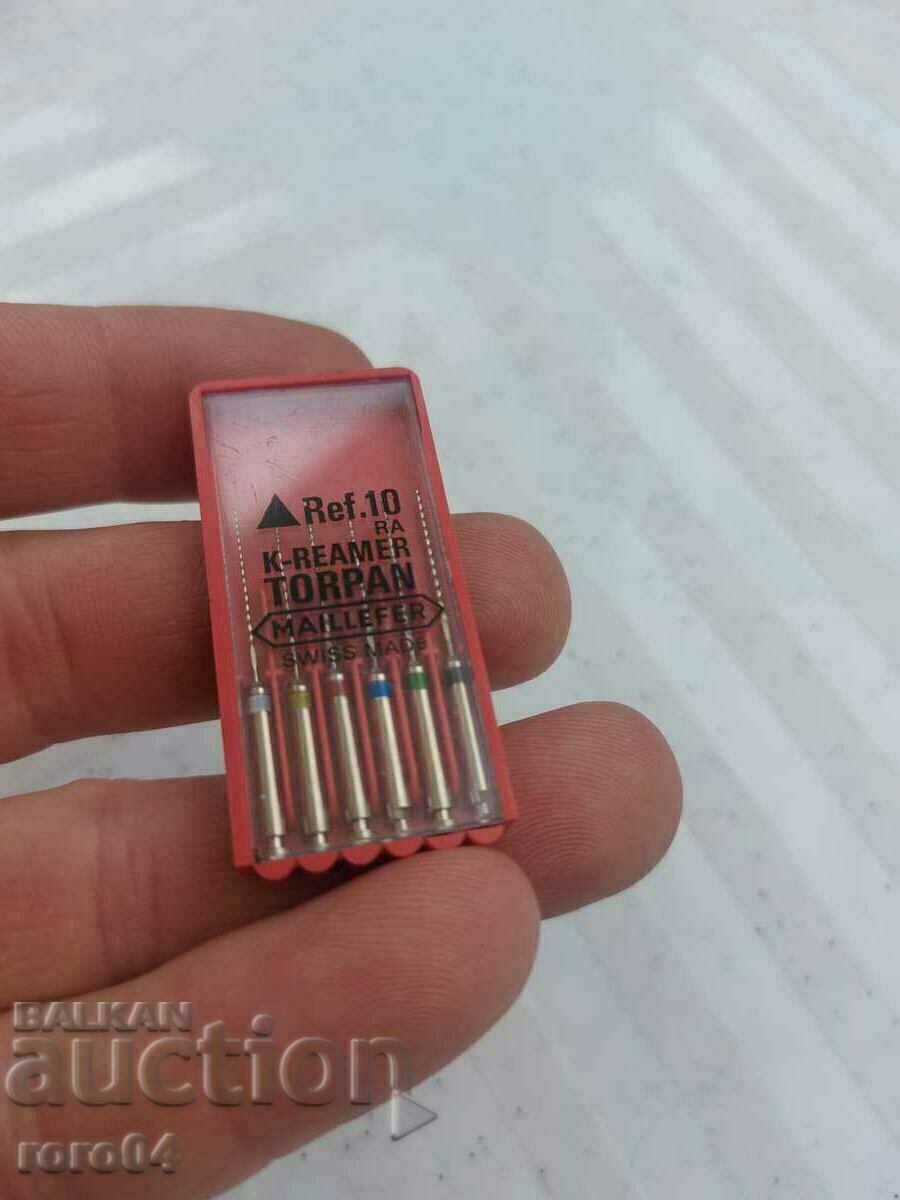 ▲Ref.10
RA
K-REAMER
TORPAN
MAILLEFER
SWISS MADE
BALKAN
auction
roro04